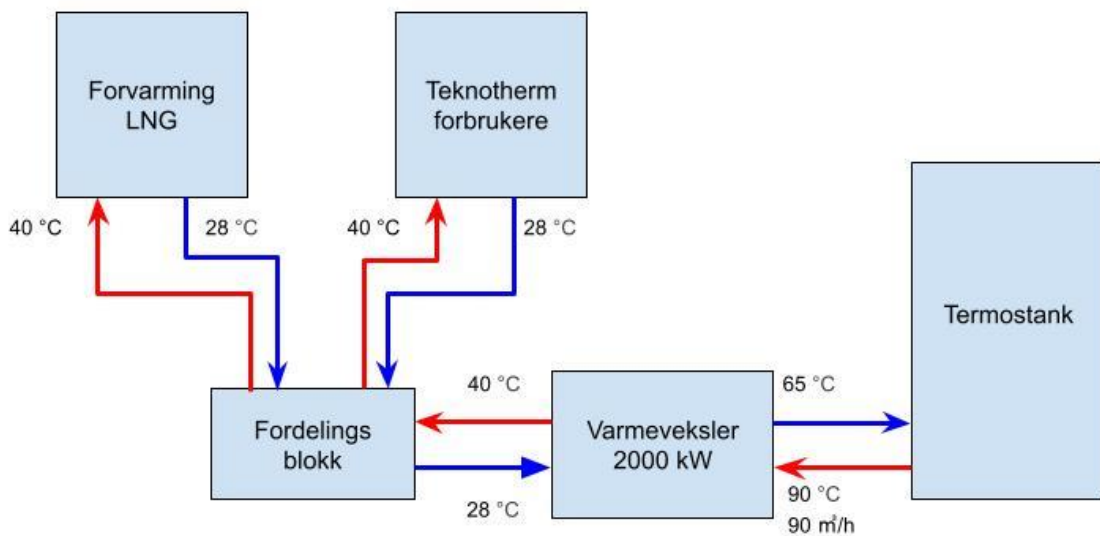 Forvarming
LNG
Teknotherm
forbrukere
40 °C
28 °C
40 °C
28 °C
Termostank
40 °C
65 °C
Fordelings
blokk
Varmeveksler
2000 kW
28 °C
90 °C
90 m³/h